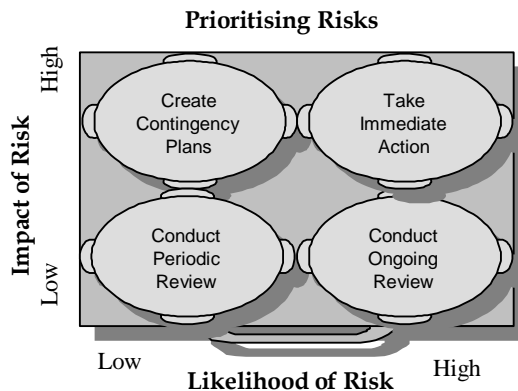 Prioritising Risks
High
Impact of Risk
Low
Create
Contingency
Plans
Take
Immediate
Action
Conduct
Periodic
Review
Conduct
Ongoing
Review
Low
High
Likelihood of Risk